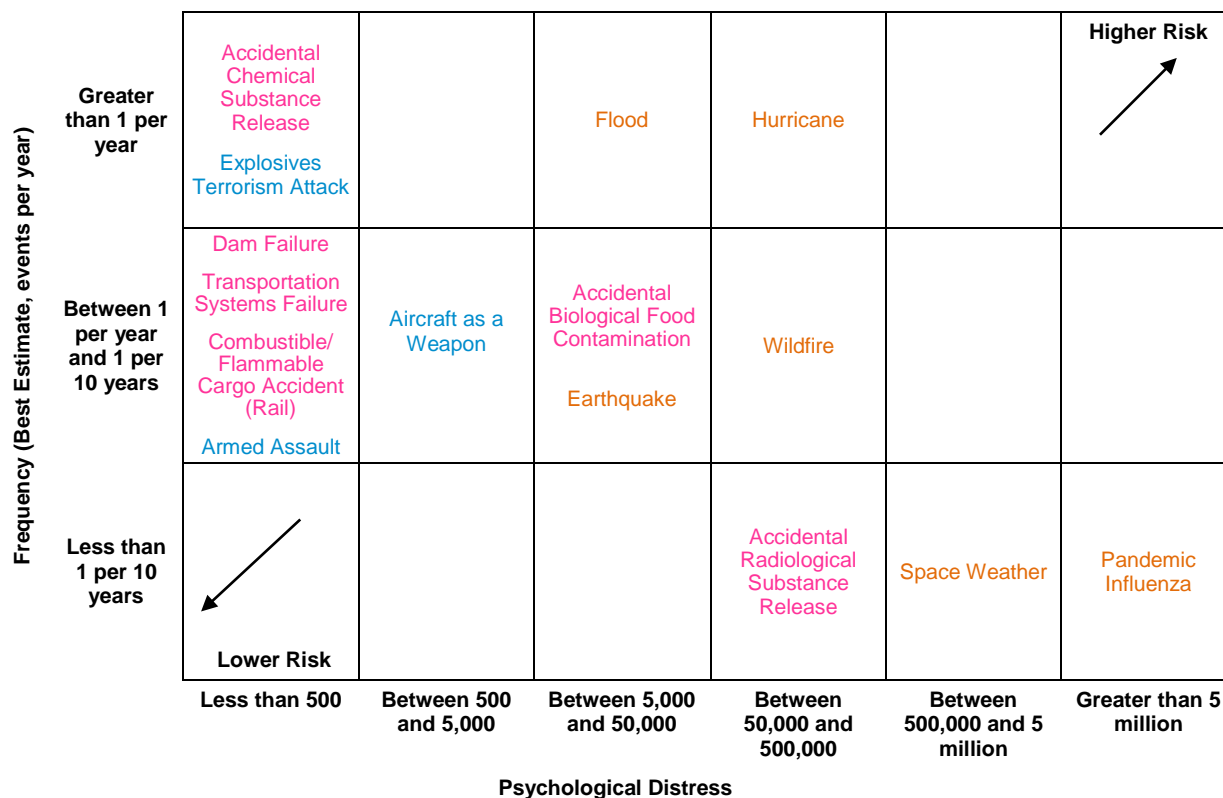 Frequency (Best Estimate, events per year)
Greater
than 1 per
year
Accidental
Chemical
Substance
Release
Explosives
Terrorism Attack
Flood
Hurricane
Higher Risk
Between 1
per year
and 1 per
10 years
Dam Failure
Transportation
Systems Failure
Combustible/
Flammable
Cargo Accident
(Rail)
Armed Assault
Aircraft as a
Weapon
Accidental
Biological Food
Contamination
Earthquake
Wildfire
Less than
1 per 10
years
Lower Risk
Accidental
Radiological
Substance
Release
Space Weather
Pandemic
Influenza
Less than 500
Between 500
and 5,000
Between 5,000
and 50,000
Between
50,000 and
500,000
Between
500,000 and 5
million
Greater than 5
million
Psychological Distress